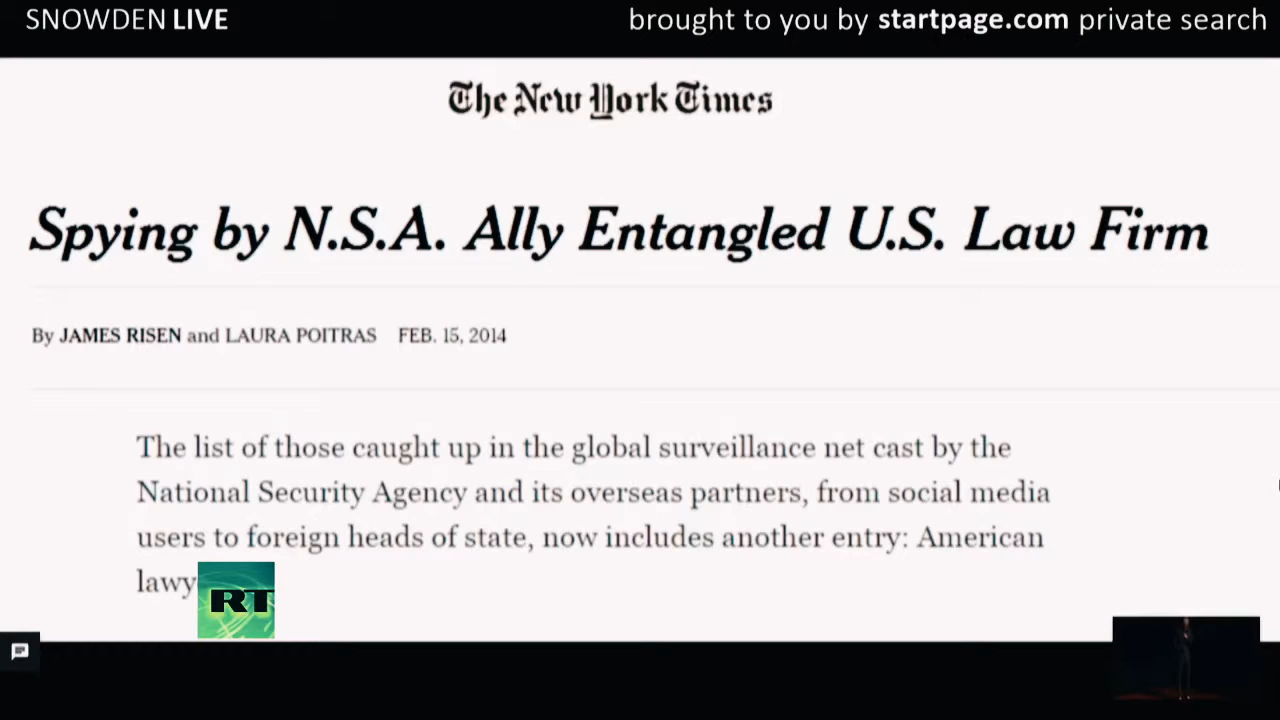 SNOWDEN LIVE
brought to you by startpage.com private search
The New York Times
Spying by N.S.A. Ally Entangled U.S. Law Firm
By JAMES RISEN and LAURA POITRAS FEB. 15, 2014
The list of those caught up in the global surveillance net cast by the
National Security Agency and its overseas partners, from social media
users to foreign heads of state, now includes another entry: American
lawy
RT